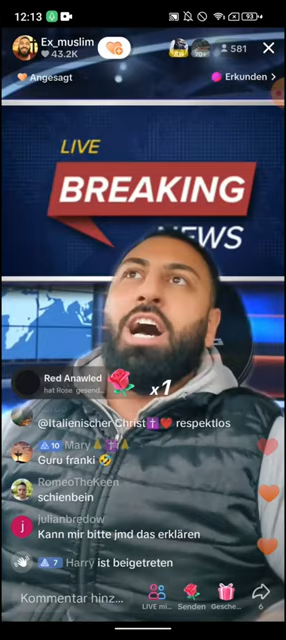 12:13
93
Ex_muslim
43.2K
581
Angesagt
Erkunden >
LIVE
BREAKING
NEWS
Red Anawled
hat Rose gesend...
x1
@Italienischer Christ✝️❤️ respektlos
10 Mary
Guru franki 🤣
RomeoTheKeen
schienbein
j
julianbredow
Kann mir bitte jmd das erklären
7 Harry ist beigetreten
Kommentar hinz...
LIVE mi...
Senden
Gesche...
6